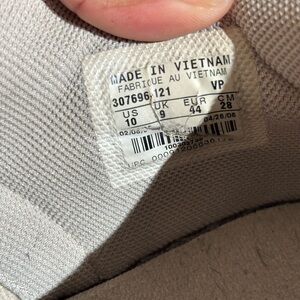 MADE IN VIETNAM
FABRIQUE AU VIETNAM
307696 121 VP
US UK EUR CM
10 9 44 28
04/26/06